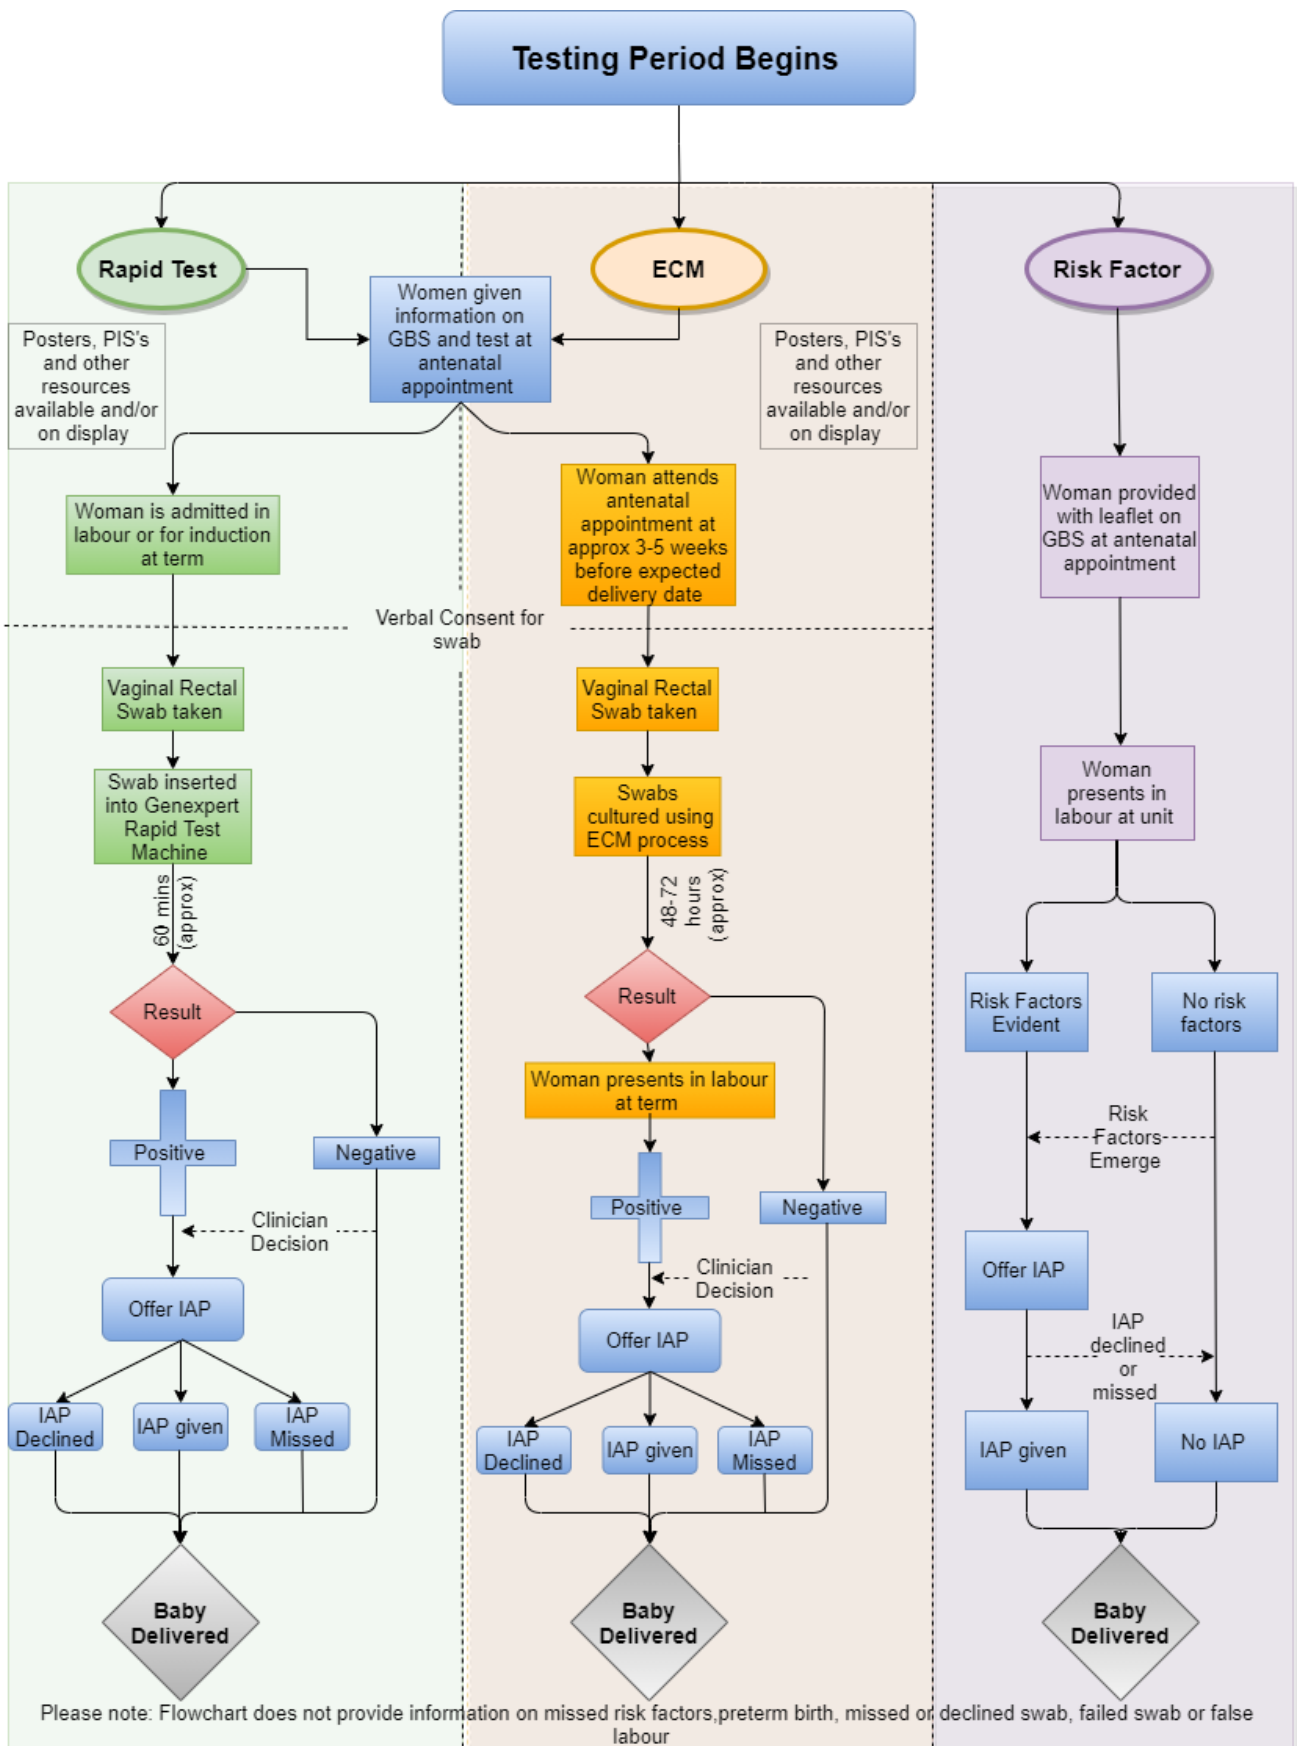 Testing Period Begins
Rapid Test
ECM
Risk Factor
Women given
information on
GBS and test at
antenatal
appointment
Posters, PIS's
and other
resources
available and/or
on display
Posters, PIS's
and other
resources
available and/or
on display
Woman is admitted in
labour or for induction
at term
Woman attends
antenatal
appointment at
approx 3-5 weeks
before expected
delivery date
Woman provided
with leaflet on
GBS at antenatal
appointment
Verbal Consent for
swab
Vaginal Rectal
Swab taken
Vaginal Rectal
Swab taken
Swab inserted
into Genexpert
Rapid Test
Machine
Swabs
cultured using
ECM process
Woman
presents in
labour at unit
60 mins
(approx)
48-72
hours
(approx)
Result
Result
Risk Factors
Evident
No risk
factors
Woman presents in labour
at term
Positive
Negative
Positive
Negative
Risk
Factors
Emerge
Clinician
Decision
Clinician
Decision
Offer IAP
Offer IAP
Offer IAP
IAP
declined
or
missed
IAP
Declined
IAP given
IAP
Missed
IAP
Declined
IAP given
IAP
Missed
IAP given
No IAP
Baby
Delivered
Baby
Delivered
Baby
Delivered
Please note: Flowchart does not provide information on missed risk factors,preterm birth, missed or declined swab, failed swab or false
labour